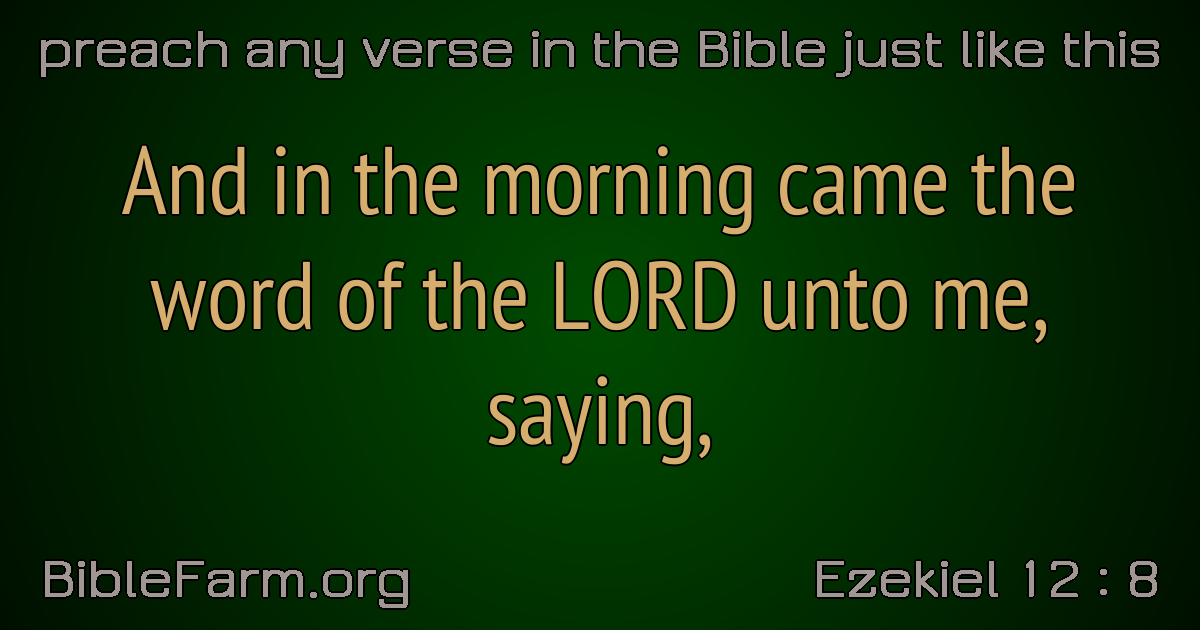 preach any verse in the Bible just like this
And in the morning came the
word of the LORD unto me,
saying,
BibleFarm.org
Ezekiel 12 : 8